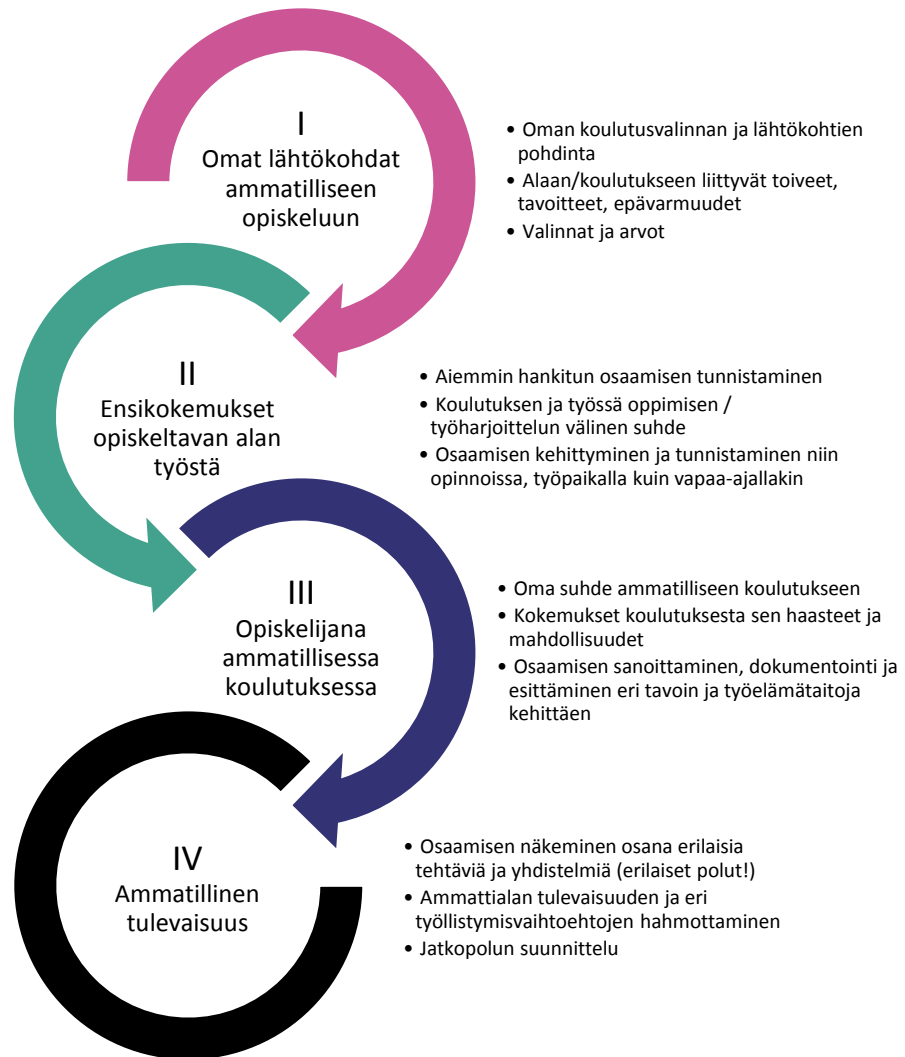 I
Omat lähtökohdat
ammatilliseen
opiskeluun
• Oman koulutusvalinnan ja lähtökohtien
pohdinta
• Alaan/koulutukseen liittyvät toiveet,
tavoitteet, epävarmuudet
• Valinnat ja arvot
II
Ensikokemukset
opiskeltavan alan
työstä
• Aiemmin hankitun osaamisen tunnistaminen
• Koulutuksen ja työssä oppimisen /
työharjoittelun välinen suhde
• Osaamisen kehittyminen ja tunnistaminen niin
opinnoissa, työpaikalla kuin vapaa-ajallakin
III
Opiskelijana
ammatillisessa
koulutuksessa
• Oma suhde ammatilliseen koulutukseen
• Kokemukset koulutuksesta sen haasteet ja
mahdollisuudet
• Osaamisen sanoittaminen, dokumentointi ja
esittäminen eri tavoin ja työelämätaitoja
kehittäen
IV
Ammatillinen
tulevaisuus
• Osaamisen näkeminen osana erilaisia
tehtäviä ja yhdistelmiä (erilaiset polut!)
• Ammattialan tulevaisuuden ja eri
työllistymisvaihtoehtojen hahmottaminen
• Jatkopolun suunnittelu